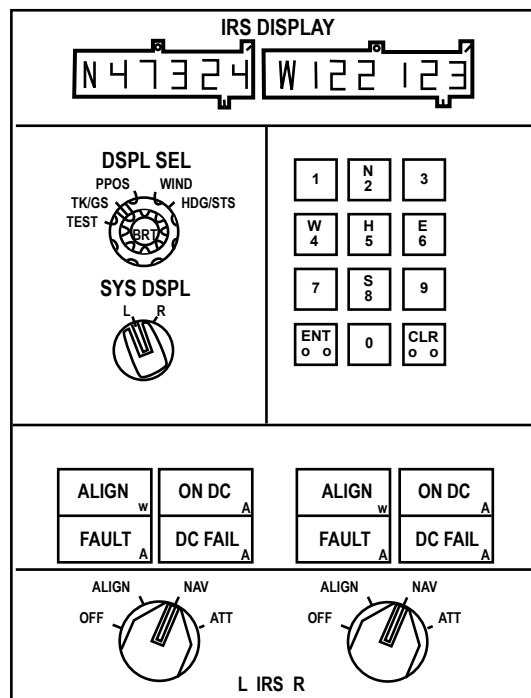 IRS DISPLAY
N 47324 W122 123
DSPL SEL
PPOS WIND
TK/GS HDG/STS
TEST
BRT
SYS DSPL
L R
1 N 2 3
W 4 H 5 E 6
7 S 8 9
ENT 0 CLR
ALIGN W ON DC A ALIGN W ON DC A
FAULT A DC FAIL A FAULT A DC FAIL A
ALIGN NAV ALIGN NAV
OFF ATT OFF ATT
L IRS R